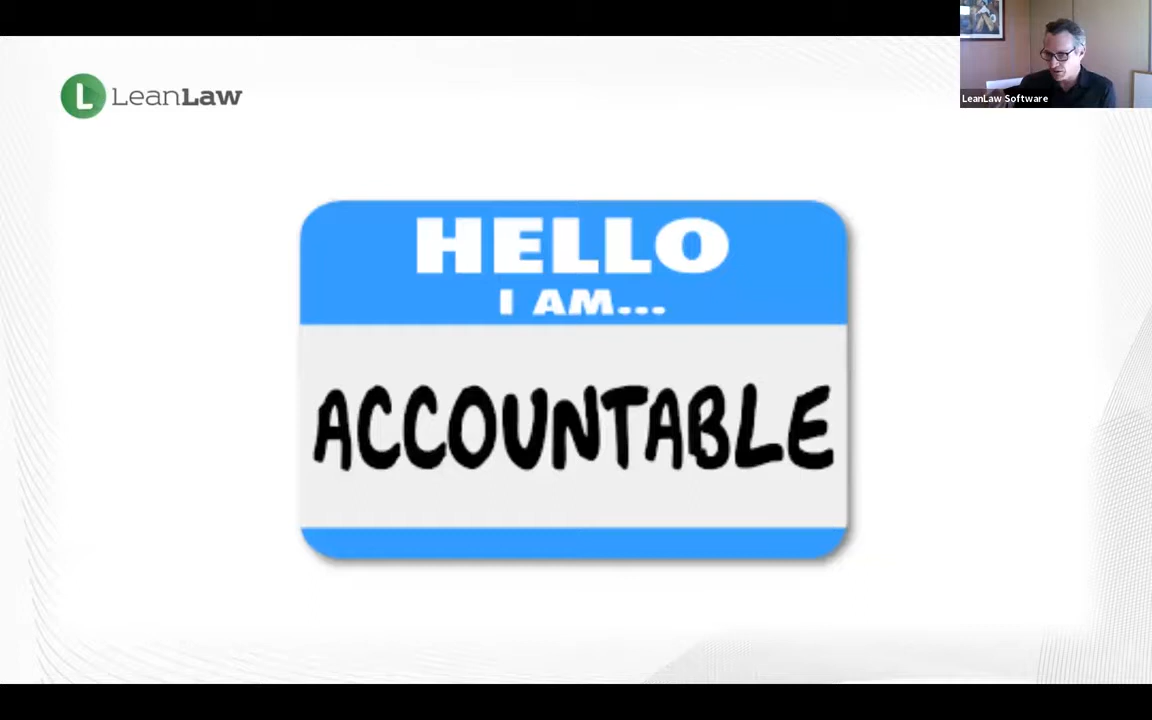 L LeanLaw
LeanLaw Software
HELLO
I AM...
ACCOUNTABLE